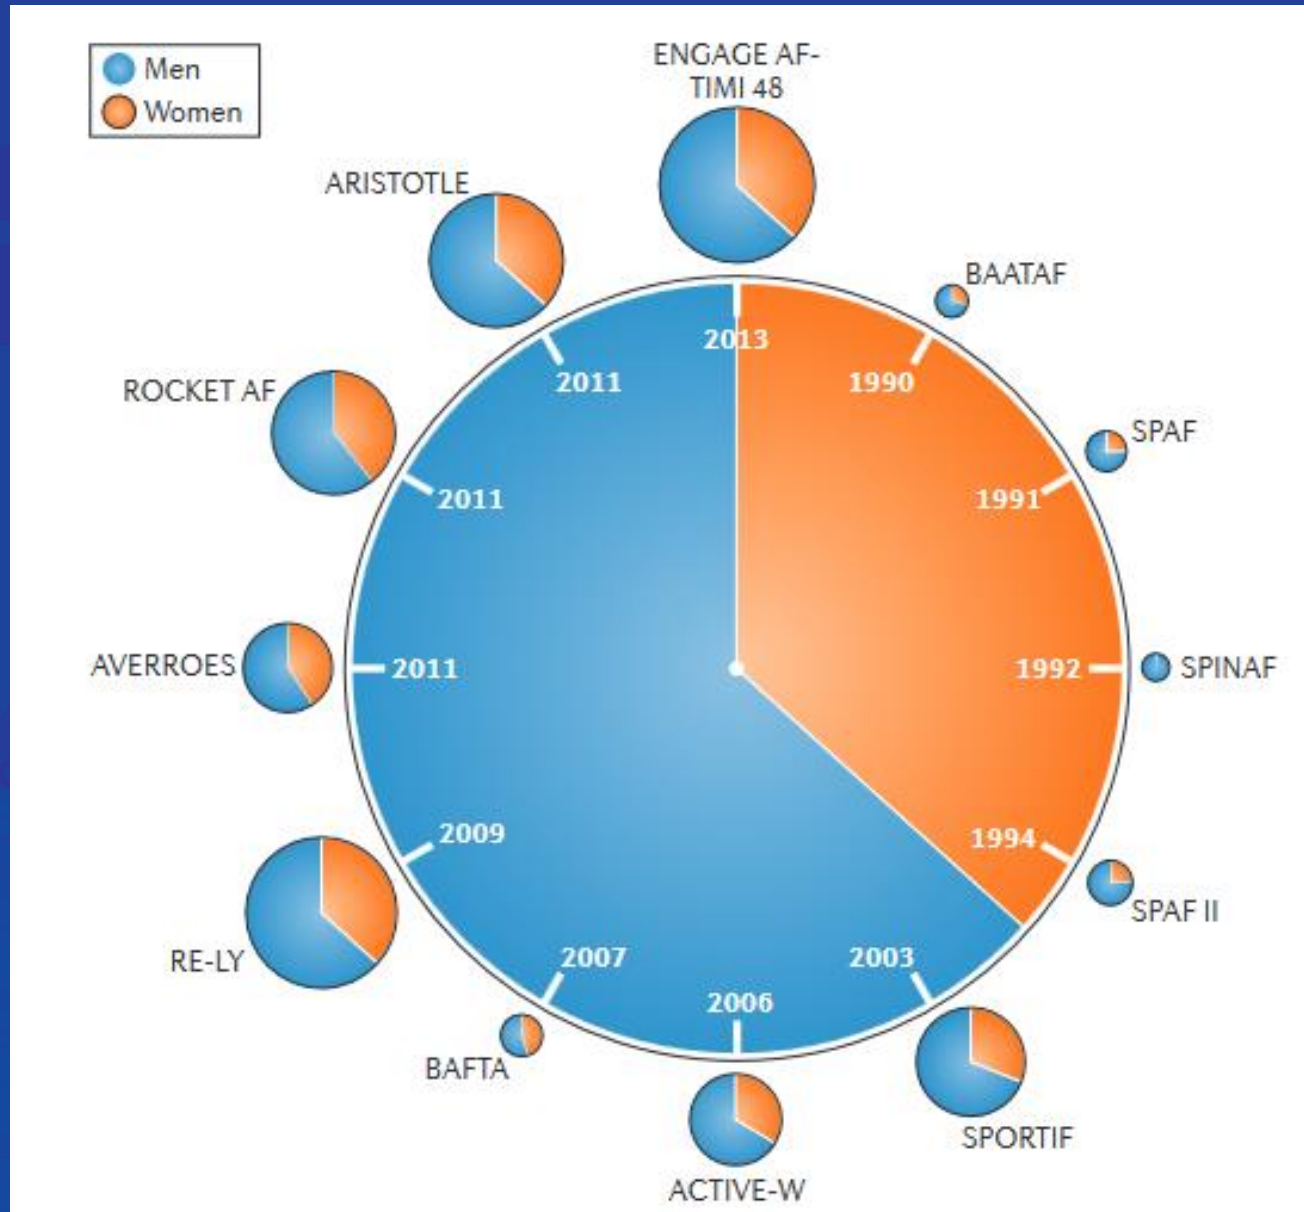 Men
Women
ENGAGE AF-
TIMI 48
ARISTOTLE
BAATAF
2013
2011
1990
ROCKET AF
SPAF
2011
1991
AVERROES
2011
1992
SPINAF
2009
1994
SPAF II
RE-LY
2007
2003
2006
BAFTA
SPORTIF
ACTIVE-W